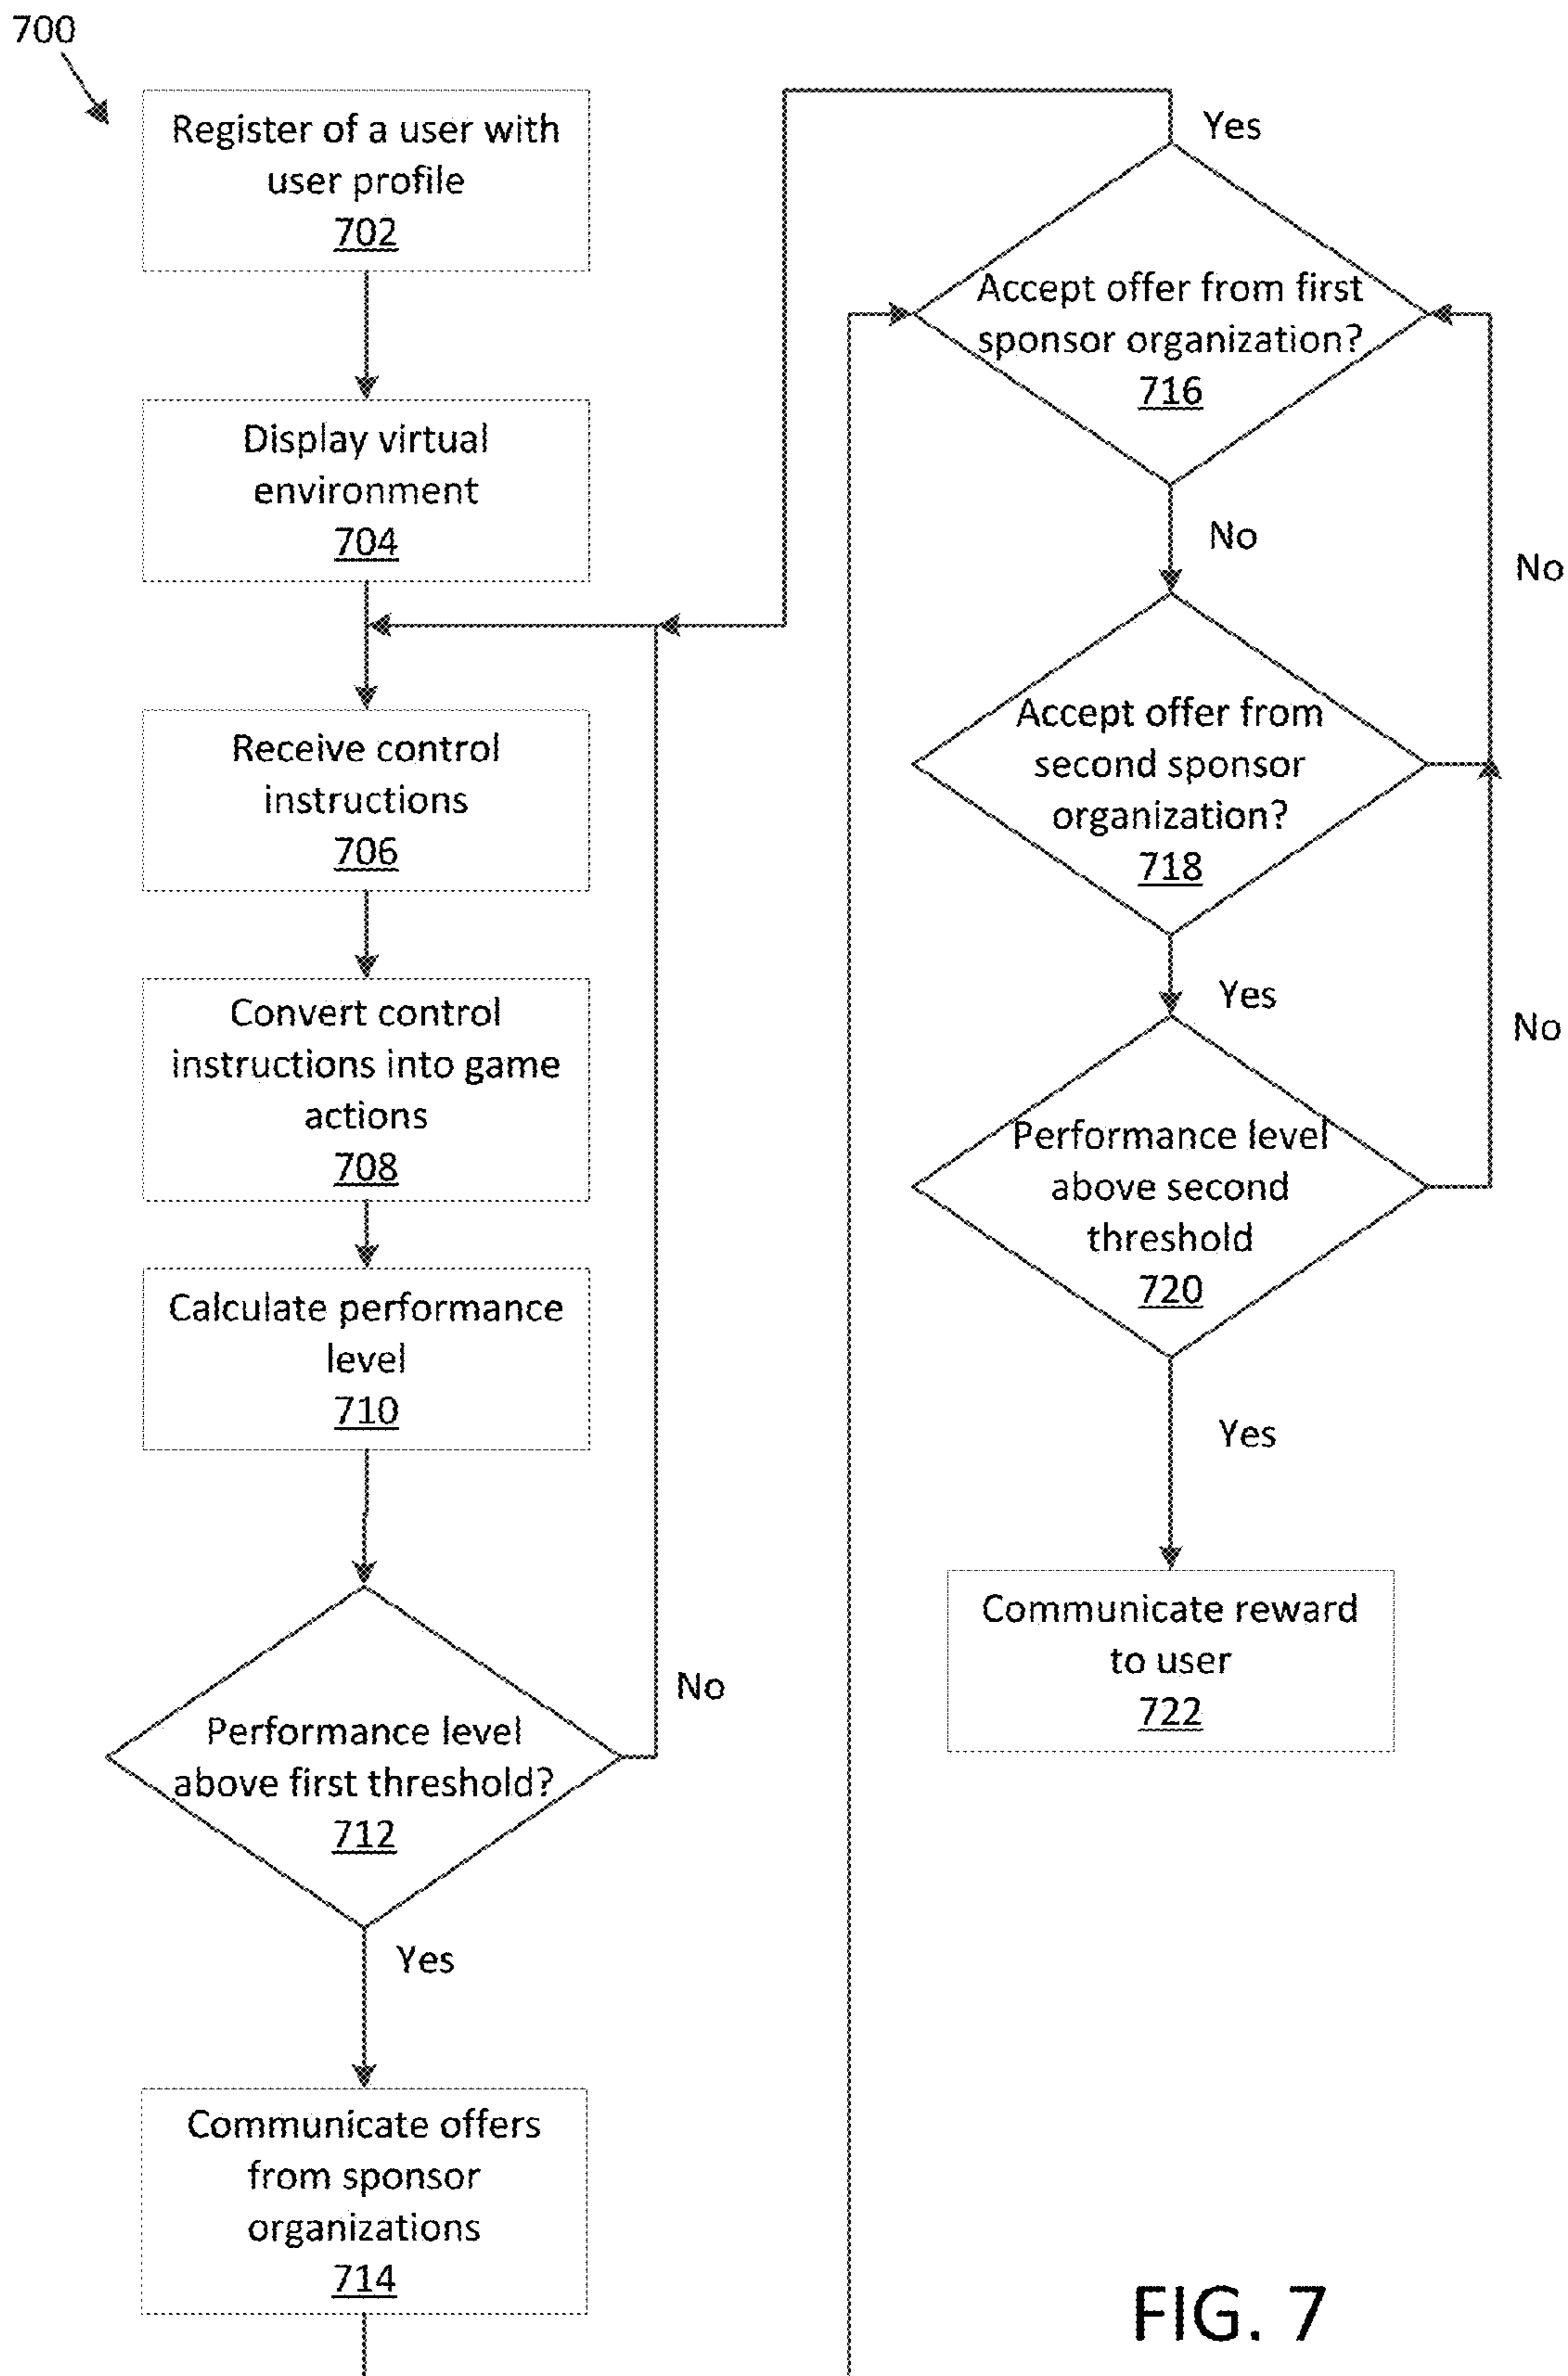 700
Register of a user with
user profile
702
Display virtual
environment
704
Receive control
instructions
706
Convert control
instructions into game
actions
708
Calculate performance
level
710
Performance level
above first threshold?
712
No
Yes
Communicate offers
from sponsor
organizations
714
Yes
Accept offer from first
sponsor organization?
716
No
No
Accept offer from
second sponsor
organization?
718
Yes
No
Performance level
above second
threshold
720
Yes
Communicate reward
to user
722
FIG. 7